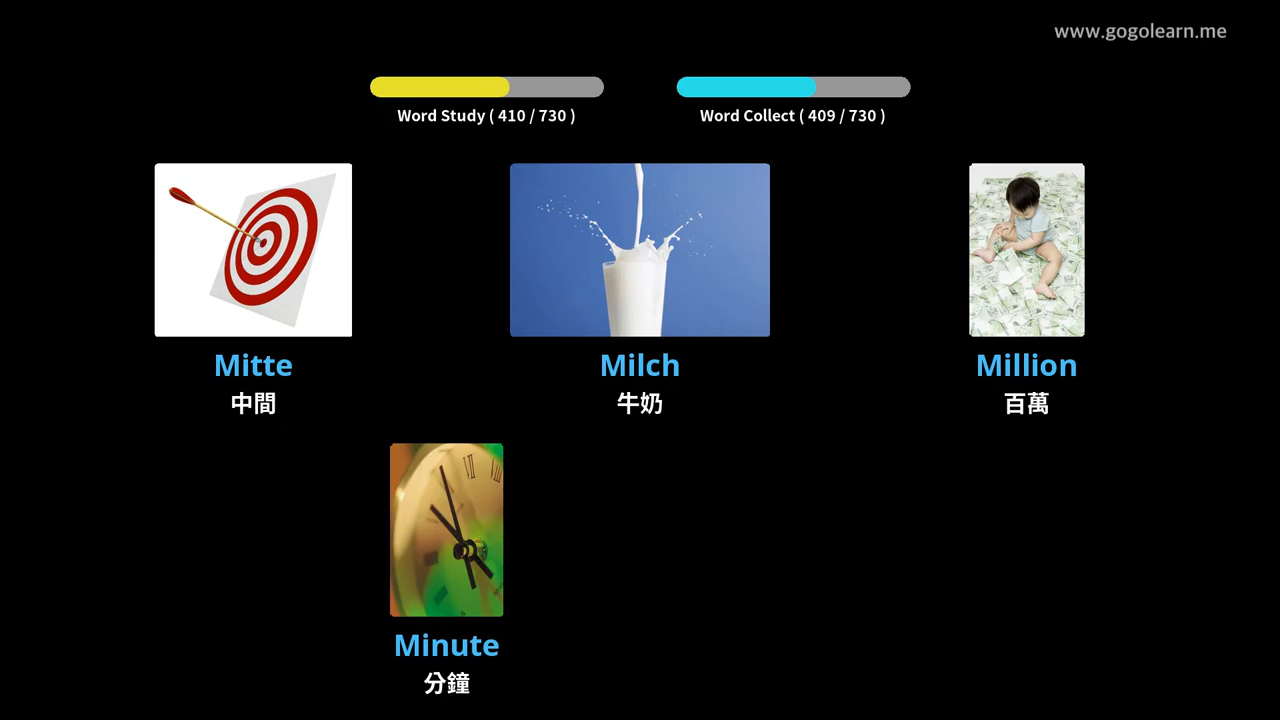 www.gogolearn.me
Word Study ( 410 / 730 )
Word Collect ( 409 / 730 )
Mitte
中間
Milch
牛奶
Million
百萬
Minute
分鐘